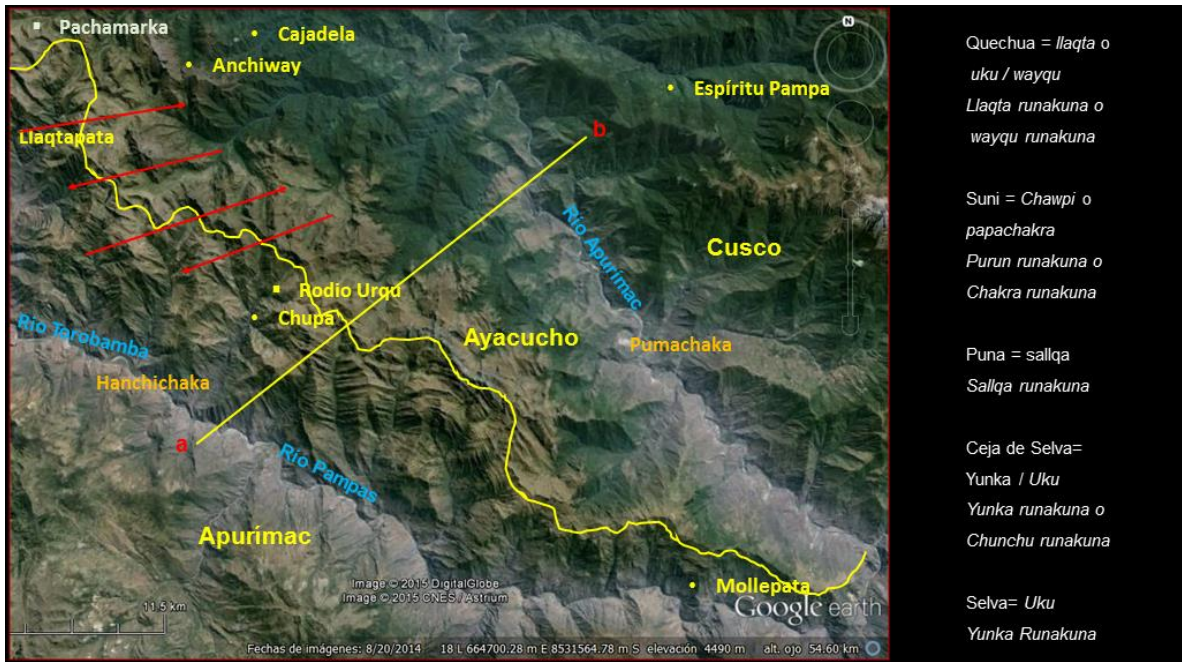 Pachamarka
Cajadela
Anchiway
Espíritu Pampa
N
Llaqtapata
b
Río Apurímac
Cusco
Rodio Urqu
Chupa
Río Torobamba
Ayacucho
Pumachaka
Hanchichaka
a
Río Pampas
Apurímac
Mollepata
Image © 2015 DigitalGlobe
Image © 2015 CNES / Astrium
Google earth
11.5 km
Fechas de imágenes: 8/20/2014 18 L 664700.28 m E 8531564.78 m S elevación 4490 m alt. ojo 54.60 km
Quechua = llaqta o
uku / wayqu
Llaqta runakuna o
wayqu runakuna
Suni = Chawpi o
papachakra
Purun runakuna o
Chakra runakuna
Puna = sallqa
Sallqa runakuna
Ceja de Selva=
Yunka / Uku
Yunka runakuna o
Chunchu runakuna
Selva= Uku
Yunka Runakuna